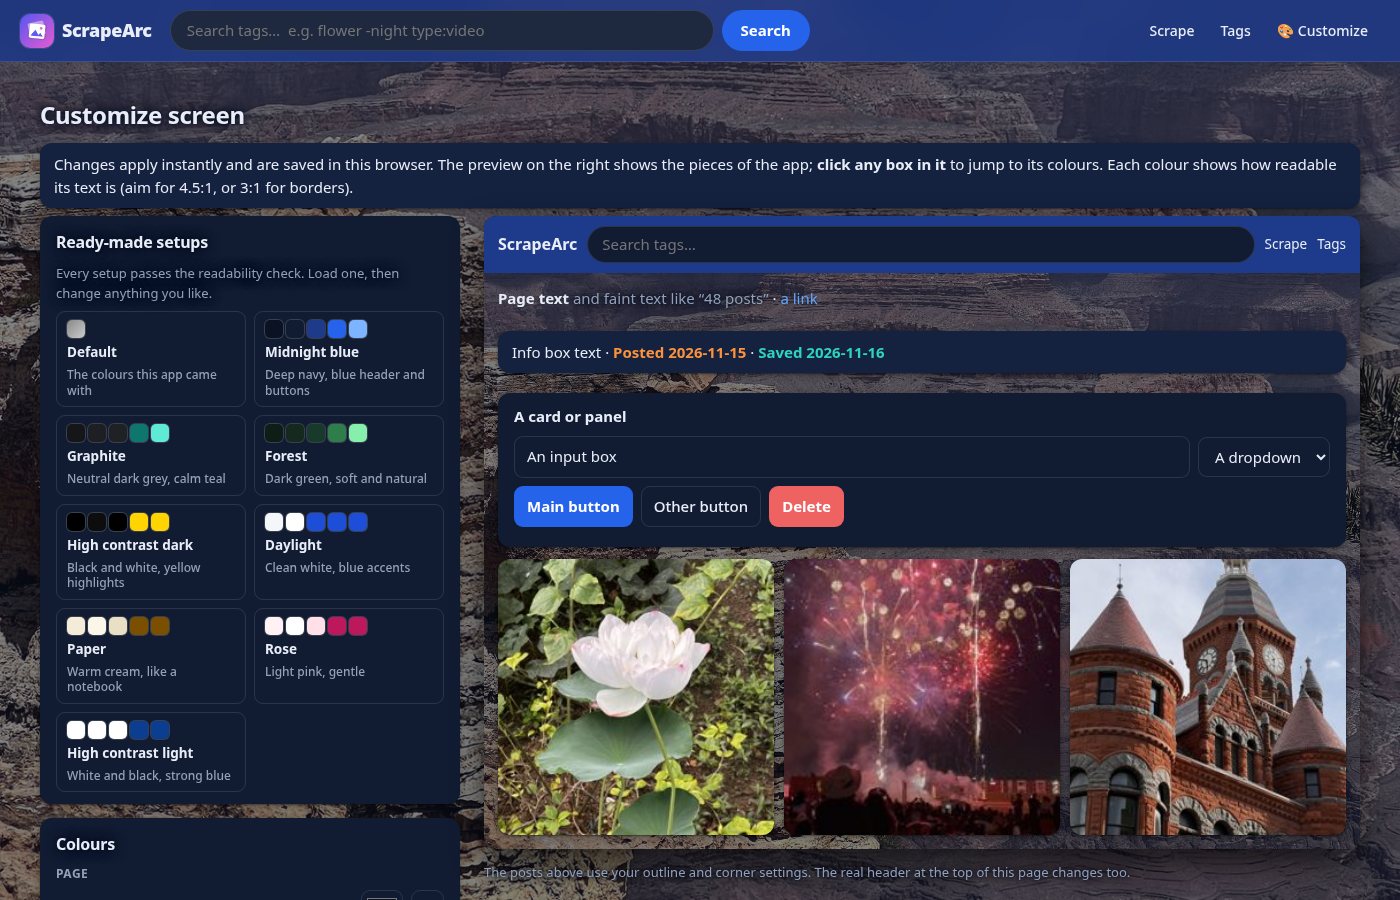 ScrapeArc
Search tags... e.g. flower -night type:video
Search
Scrape
Tags
🎨 Customize
Customize screen
Changes apply instantly and are saved in this browser. The preview on the right shows the pieces of the app; click any box in it to jump to its colours. Each colour shows how readable
its text is (aim for 4.5:1, or 3:1 for borders).
Ready-made setups
Every setup passes the readability check. Load one, then
change anything you like.
Default
The colours this app came
with
Midnight blue
Deep navy, blue header and
buttons
Graphite
Neutral dark grey, calm teal
Forest
Dark green, soft and natural
High contrast dark
Black and white, yellow
highlights
Daylight
Clean white, blue accents
Paper
Warm cream, like a
notebook
Rose
Light pink, gentle
High contrast light
White and black, strong blue
Colours
PAGE
ScrapeArc
Search tags...
Scrape
Tags
Page text and faint text like “48 posts” · a link
Info box text · Posted 2026-11-15 · Saved 2026-11-16
A card or panel
An input box
A dropdown
Main button
Other button
Delete
The posts above use your outline and corner settings. The real header at the top of this page changes too.